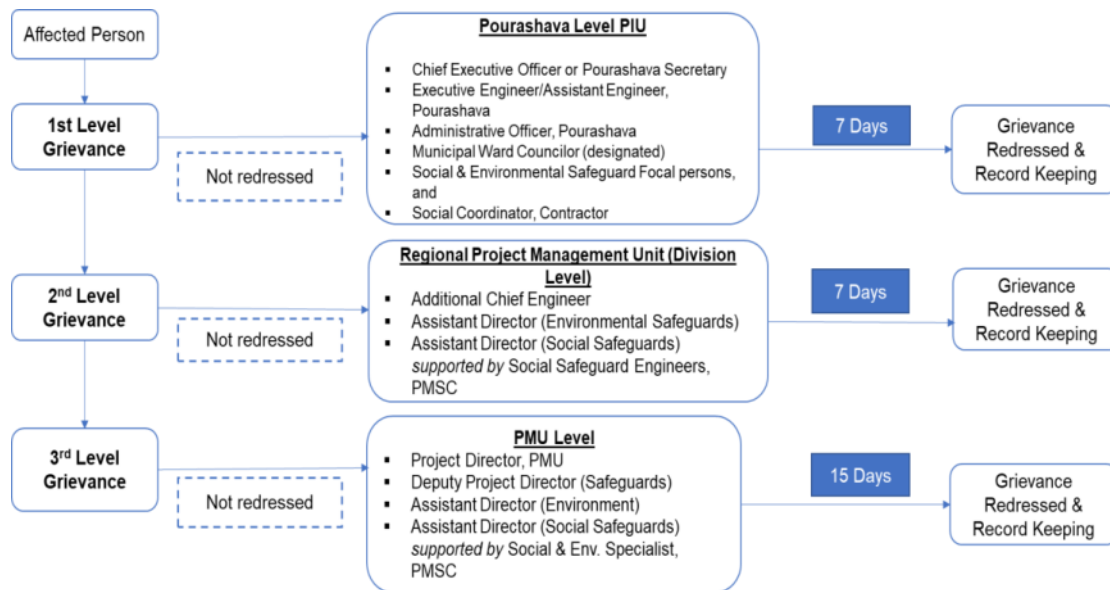 Affected Person
1st Level
Grievance
Not redressed
Pourashava Level PIU
▪ Chief Executive Officer or Pourashava Secretary
▪ Executive Engineer/Assistant Engineer,
Pourashava
▪ Administrative Officer, Pourashava
▪ Municipal Ward Councilor (designated)
▪ Social & Environmental Safeguard Focal persons,
and
▪ Social Coordinator, Contractor
7 Days
Grievance
Redressed &
Record Keeping
2nd Level
Grievance
Not redressed
Regional Project Management Unit (Division
Level)
▪ Additional Chief Engineer
▪ Assistant Director (Environmental Safeguards)
▪ Assistant Director (Social Safeguards)
supported by Social Safeguard Engineers,
PMSC
7 Days
Grievance
Redressed &
Record Keeping
3rd Level
Grievance
Not redressed
PMU Level
▪ Project Director, PMU
▪ Deputy Project Director (Safeguards)
▪ Assistant Director (Environment)
▪ Assistant Director (Social Safeguards)
supported by Social & Env. Specialist,
PMSC
15 Days
Grievance
Redressed &
Record Keeping